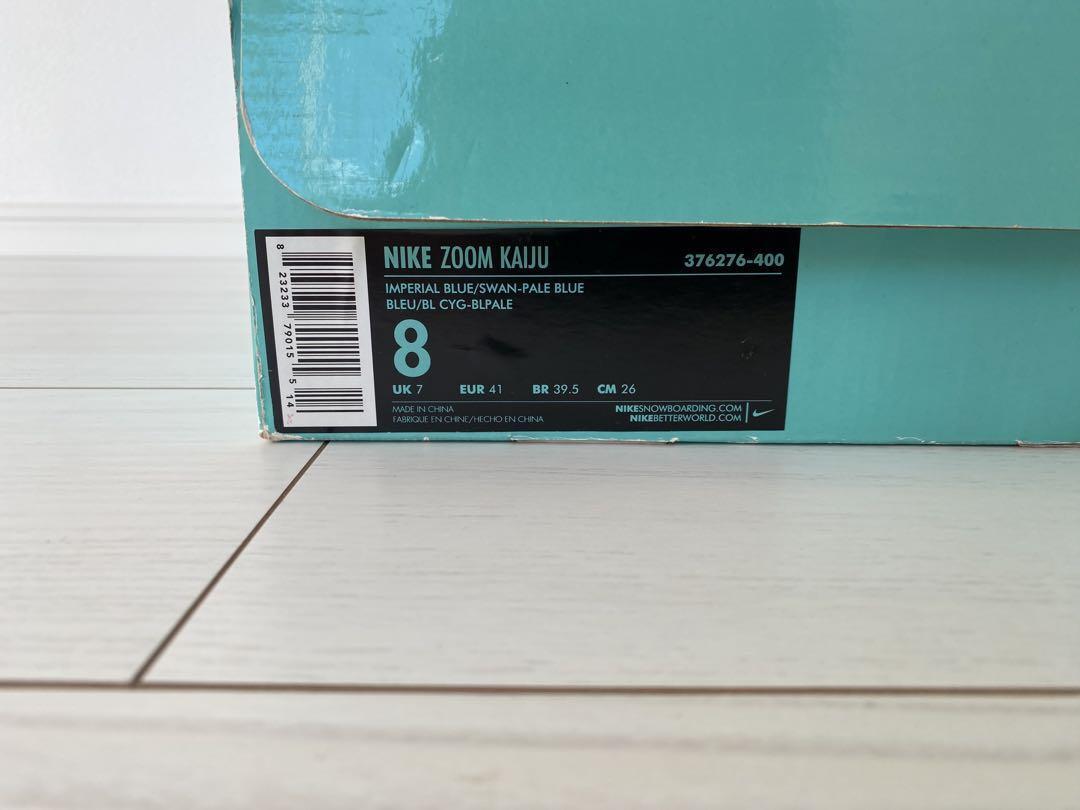 NIKE ZOOM KAIJU 376276-400
IMPERIAL BLUE/SWAN-PALE BLUE
BLEU/BL CYG-BLPALE
8
UK 7 EUR 41 BR 39.5 CM 26
MADE IN CHINA
FABRIQUE EN CHINE/HECHO EN CHINA
NIKESNOWBOARDING.COM
NIKEBETTERWORLD.COM
8 23233 79015 5 14